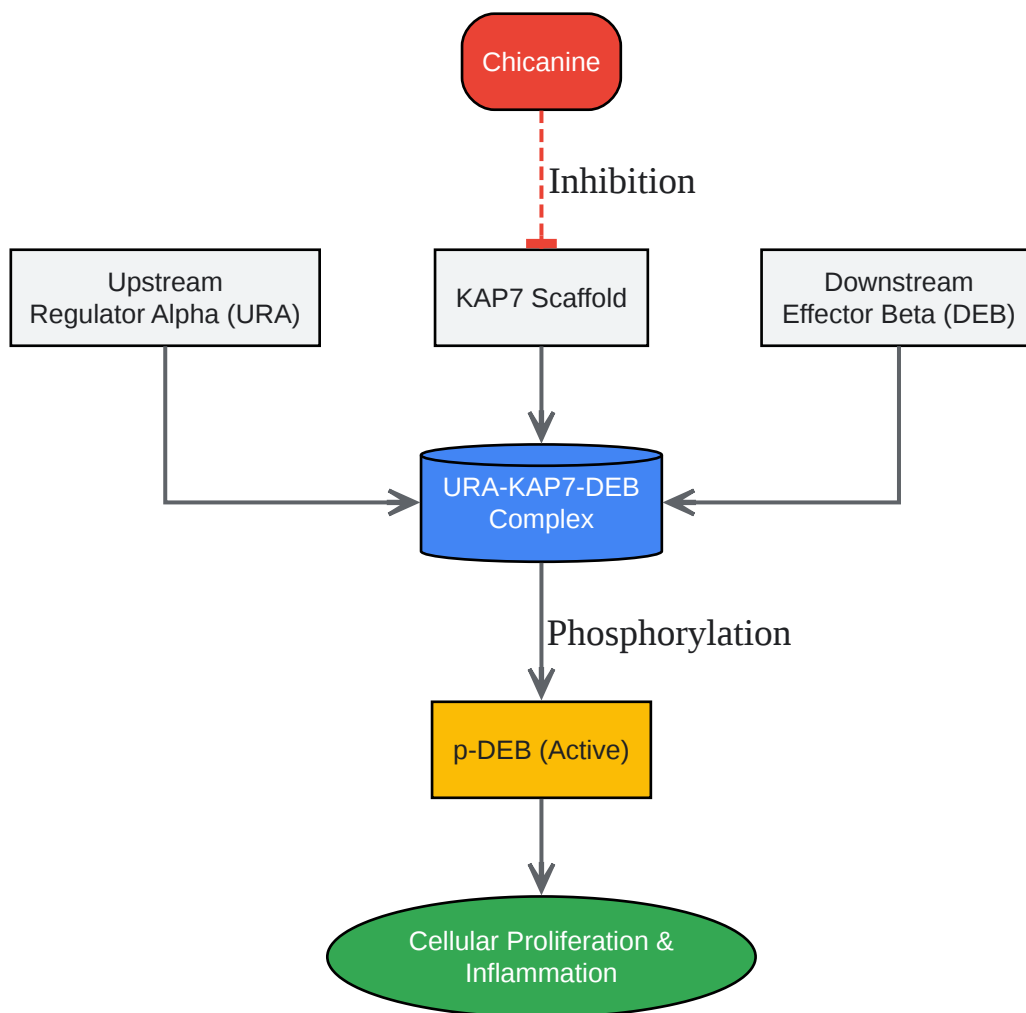 Chicanine
Inhibition
Upstream
Regulator Alpha (URA)
KAP7 Scaffold
Downstream
Effector Beta (DEB)
URA-KAP7-DEB
Complex
Phosphorylation
p-DEB (Active)
Cellular Proliferation &
Inflammation